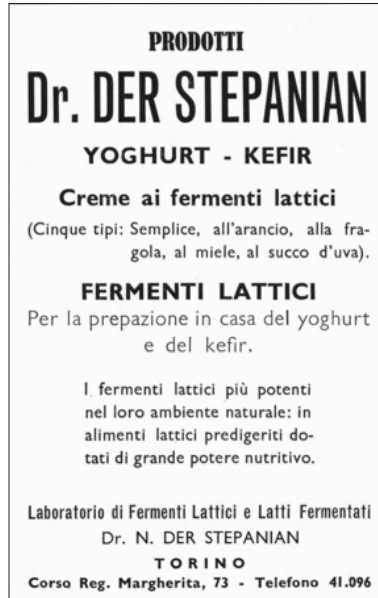 PRODOTTI
Dr. DER STEPANIAN
YOGHURT - KEFIR
Creme ai fermenti lattici
(Cinque tipi: Semplice, all'arancio, alla fra-
gola, al miele, al succo d'uva).
FERMENTI LATTICI
Per la prepazione in casa del yoghurt
e del kefir.
I fermenti lattici più potenti
nel loro ambiente naturale: in
alimenti lattici predigeriti do-
tati di grande potere nutritivo.
Laboratorio di Fermenti Lattici e Latti Fermentati
Dr. N. DER STEPANIAN
TORINO
Corso Reg. Margherita, 73 - Telefono 41.096